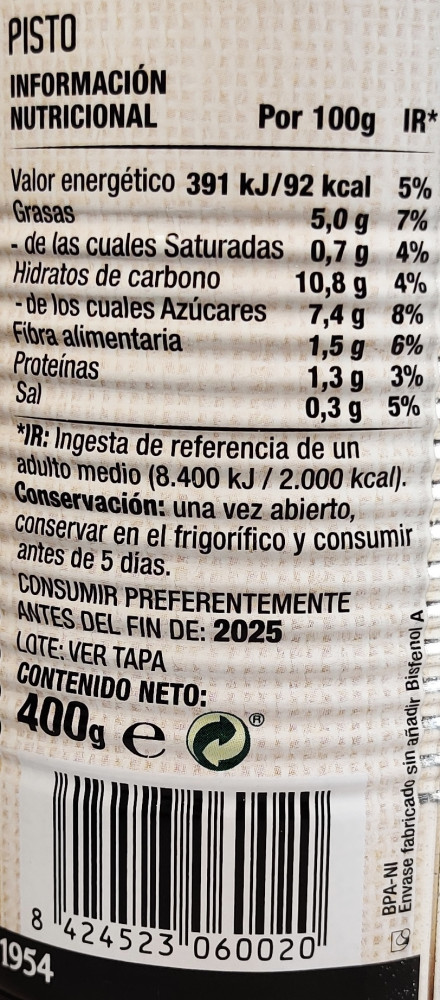 PISTO
INFORMACIÓN
NUTRICIONAL Por 100g IR*
Valor energético 391 kJ/92 kcal 5%
Grasas 5,0 g 7%
- de las cuales Saturadas 0,7 g 4%
Hidratos de carbono 10,8 g 4%
- de los cuales Azúcares 7,4 g 8%
Fibra alimentaria 1,5 g 6%
Proteínas 1,3 g 3%
Sal 0,3 g 5%
*IR: Ingesta de referencia de un
adulto medio (8.400 kJ / 2.000 kcal).
Conservación: una vez abierto,
conservar en el frigorífico y consumir
antes de 5 días.
CONSUMIR PREFERENTEMENTE
ANTES DEL FIN DE: 2025
LOTE: VER TAPA
CONTENIDO NETO:
400g e ®
8 424523 060020
1954
BPA-NI
Envase fabricado sin añadir Bisfenol A